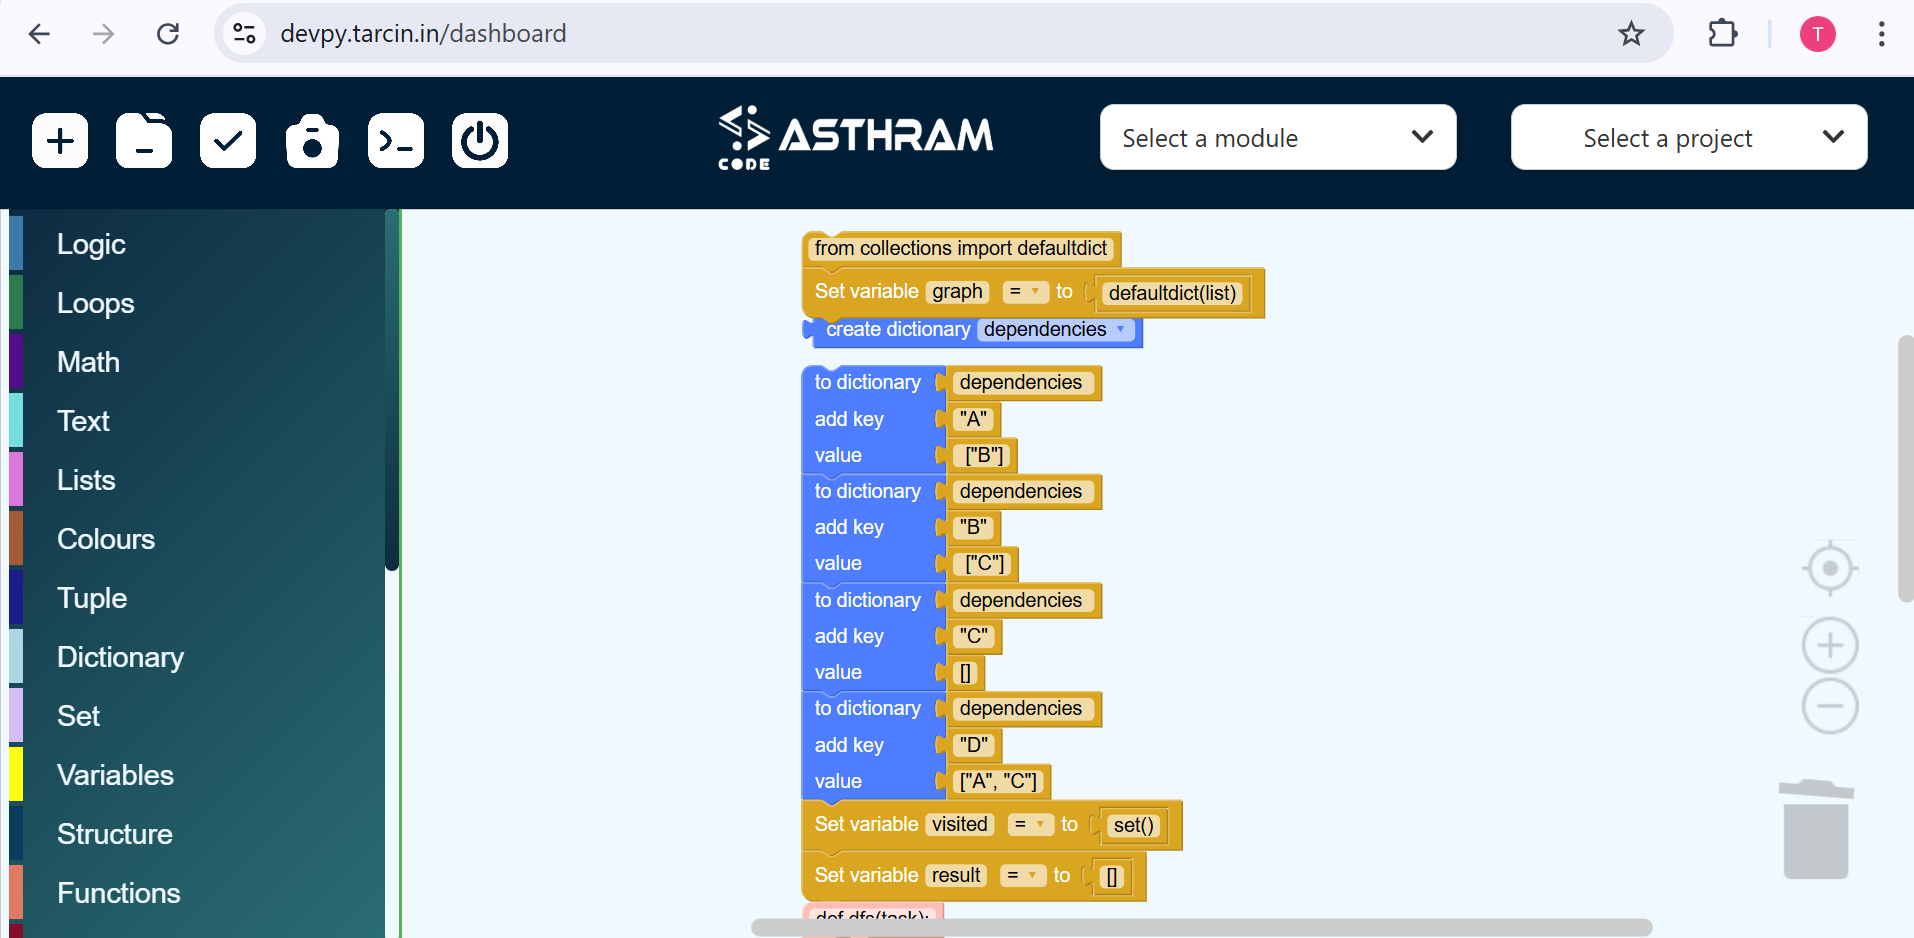 devpy.tarcin.in/dashboard
T
CODE
ASTHRAM
Select a module
Select a project
Logic
Loops
Math
Text
Lists
Colours
Tuple
Dictionary
Set
Variables
Structure
Functions
from collections import defaultdict
Set variable graph = to defaultdict(list)
create dictionary dependencies
to dictionary dependencies
add key "A"
value ["B"]
to dictionary dependencies
add key "B"
value ["C"]
to dictionary dependencies
add key "C"
value []
to dictionary dependencies
add key "D"
value ["A", "C"]
Set variable visited = to set()
Set variable result = to []
def dfs(task):